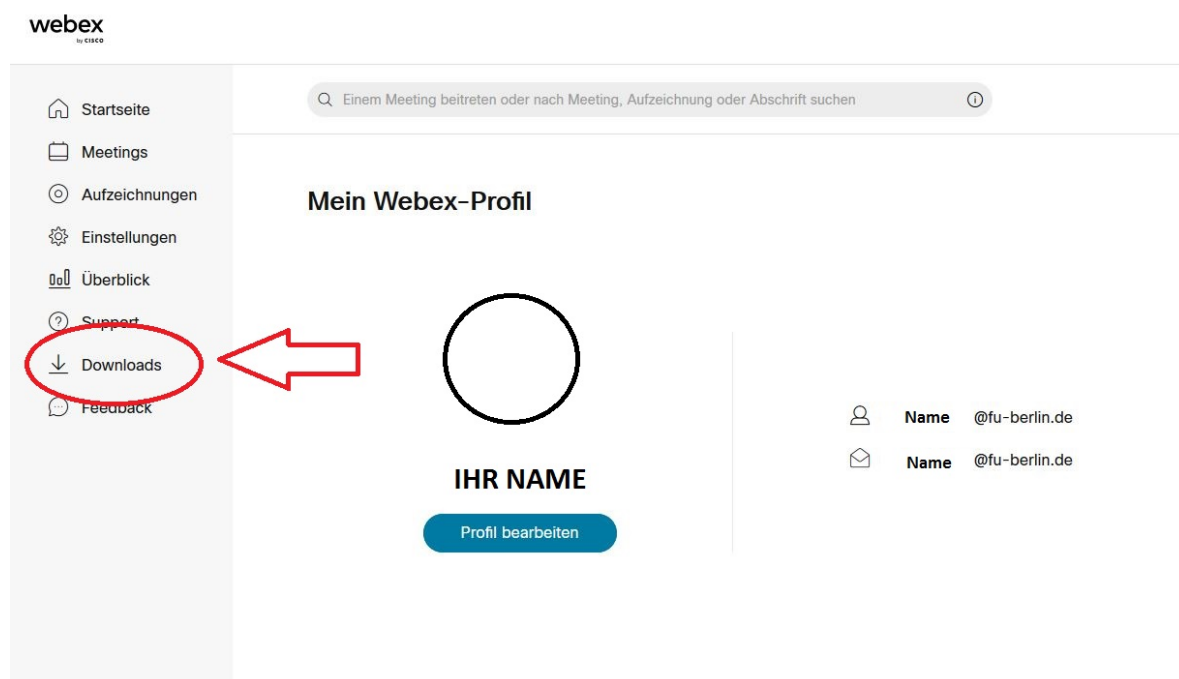 webex
by CISCO
Einem Meeting beitreten oder nach Meeting, Aufzeichnung oder Abschrift suchen
Startseite
Meetings
Aufzeichnungen
Einstellungen
Überblick
Support
Downloads
Feedback
Mein Webex-Profil
IHR NAME
Profil bearbeiten
Name @fu-berlin.de
Name @fu-berlin.de